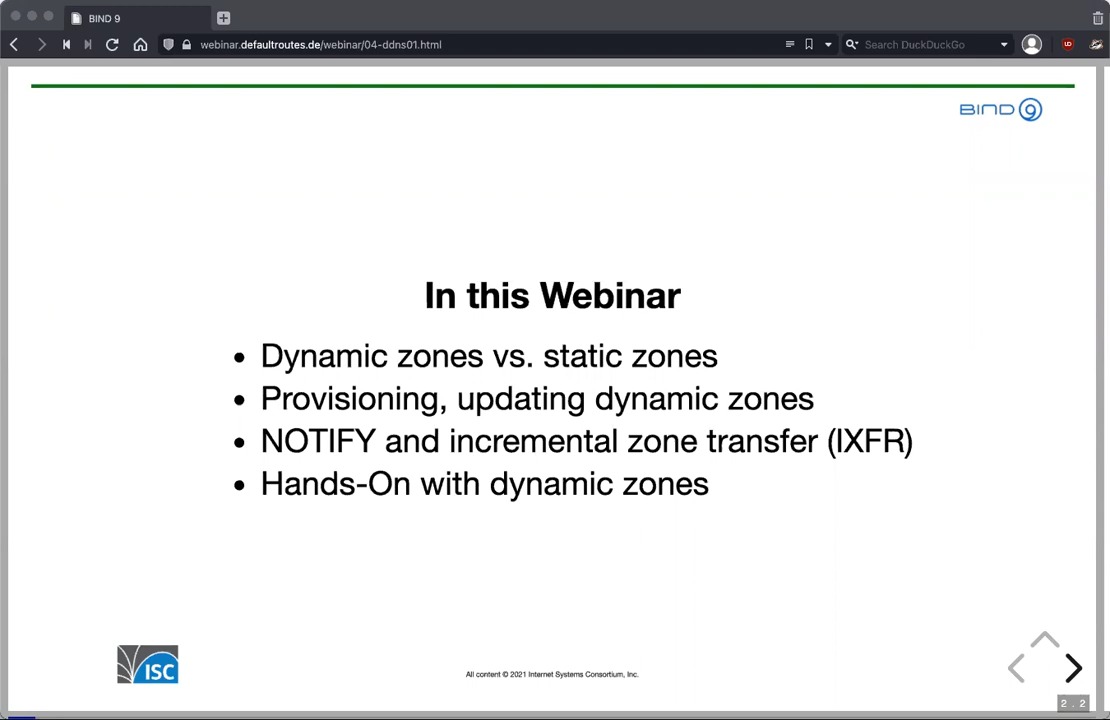 BIND 9
webinar.defaultroutes.de/webinar/04-ddns01.html
Search DuckDuckGo
BIND 9
In this Webinar
• Dynamic zones vs. static zones
• Provisioning, updating dynamic zones
• NOTIFY and incremental zone transfer (IXFR)
• Hands-On with dynamic zones
ISC
All content © 2021 Internet Systems Consortium, Inc.
2 . 2